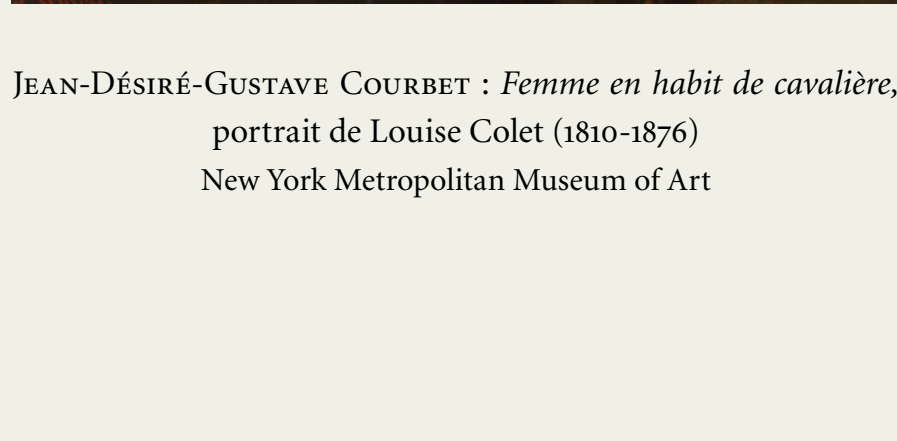 Jean-Désiré-Gustave Courbet : Femme en habit de cavalière,
portrait de Louise Colet (1810-1876)
New York Metropolitan Museum of Art